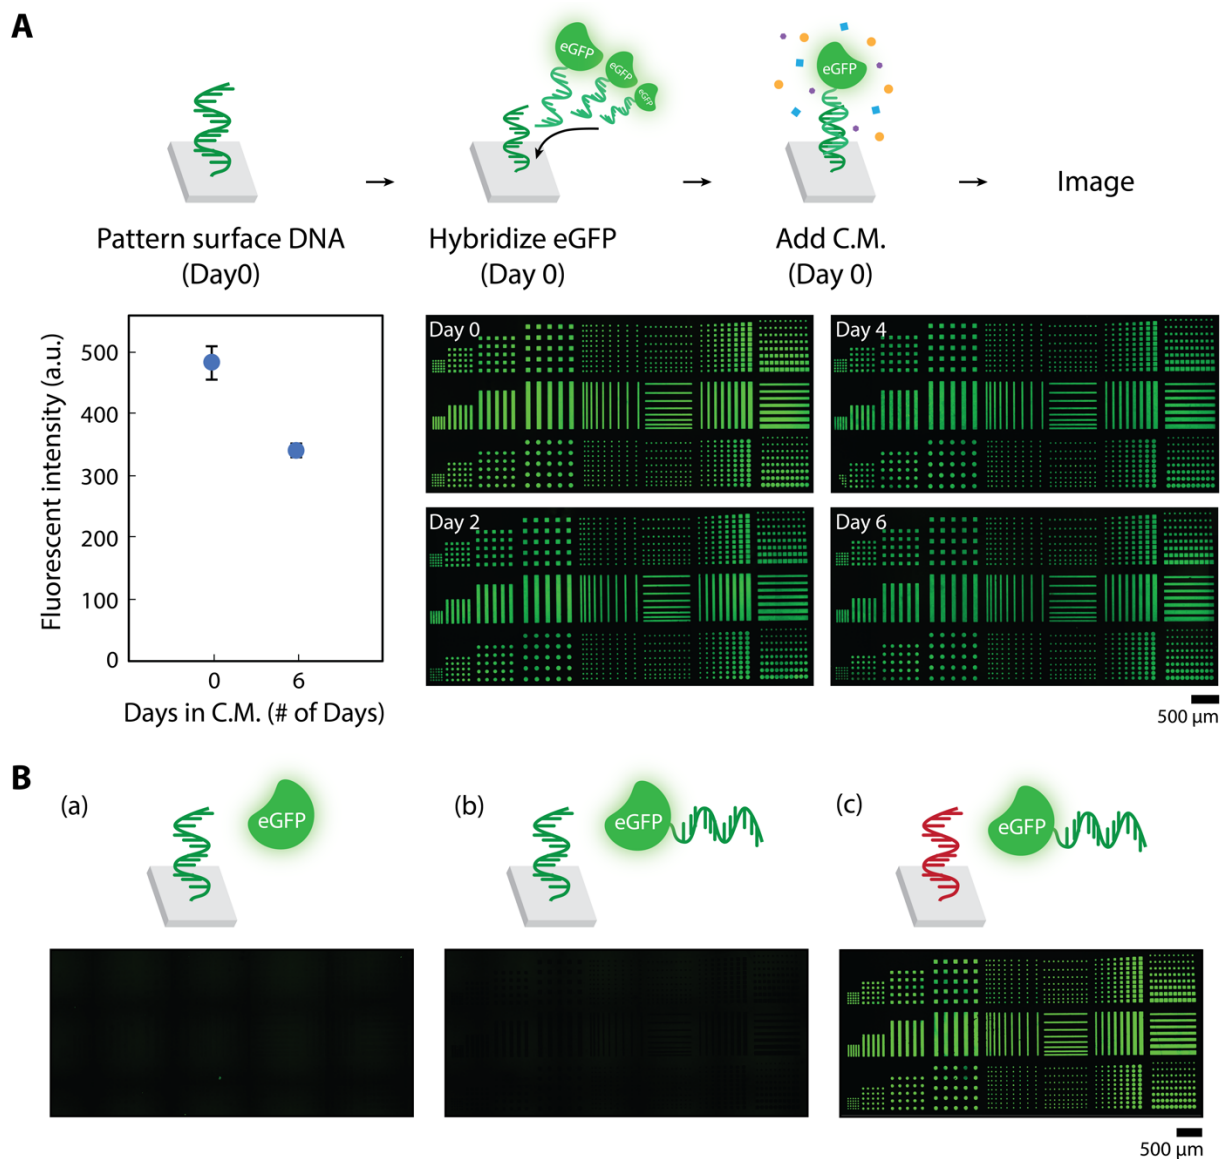 A
eGFP
eGFP
eGFP
eGFP
Image
Pattern surface DNA
(Day0)
Hybridize eGFP
(Day 0)
Add C.M.
(Day 0)
Fluorescent intensity (a.u.)
500
400
300
200
100
0
0
6
Days in C.M. (# of Days)
Day 0
Day 4
Day 2
Day 6
500 µm
B
(a)
eGFP
(b)
eGFP
(c)
eGFP
500 µm